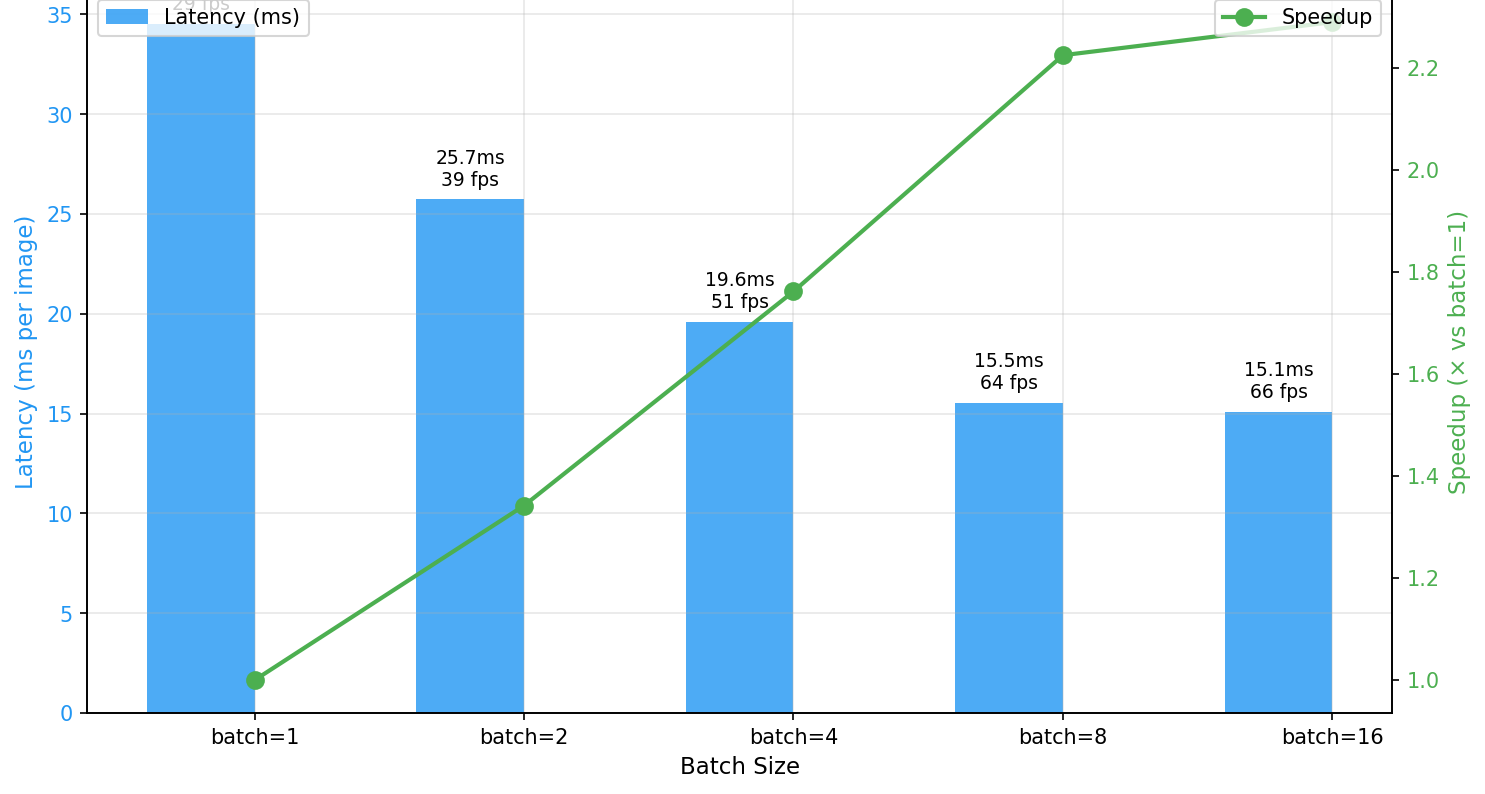 29 fps
Latency (ms)
Speedup
35
30
25
20
15
10
5
0
Latency (ms per image)
25.7ms
39 fps
19.6ms
51 fps
15.5ms
64 fps
15.1ms
66 fps
2.2
2.0
1.8
1.6
1.4
1.2
1.0
Speedup (× vs batch=1)
batch=1
batch=2
batch=4
batch=8
batch=16
Batch Size